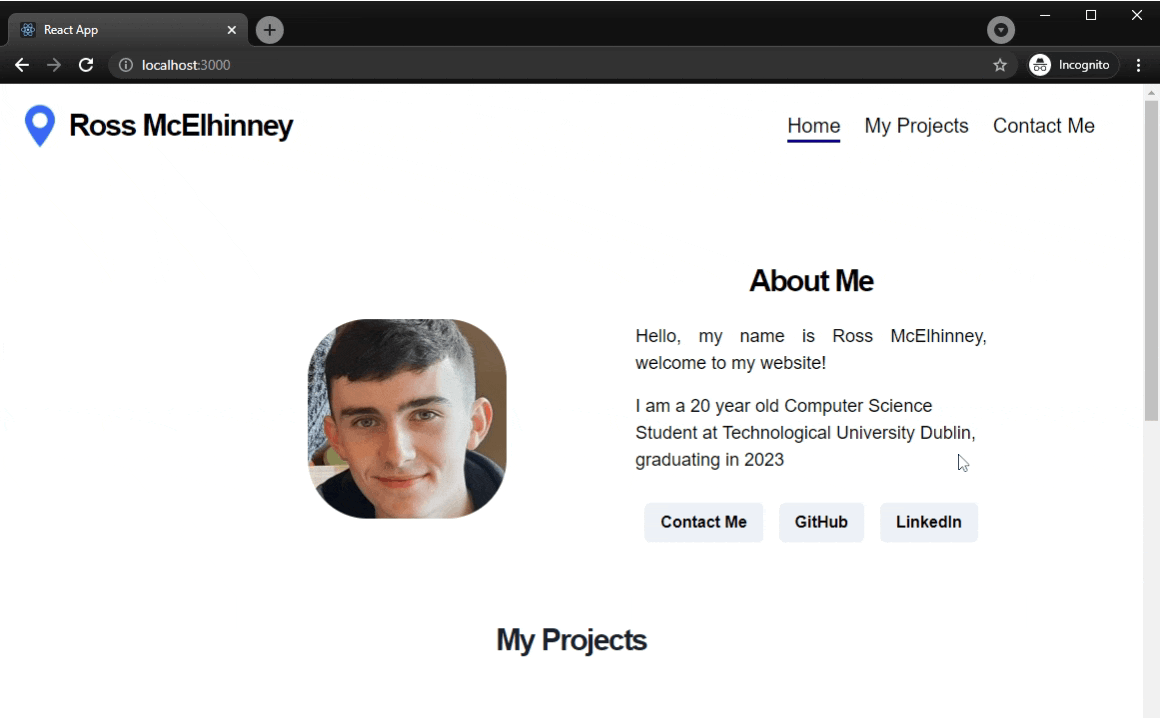 React App
localhost:3000
Incognito
Ross McElhinney
Home
My Projects
Contact Me
About Me
Hello, my name is Ross McElhinney,
welcome to my website!
I am a 20 year old Computer Science
Student at Technological University Dublin,
graduating in 2023
Contact Me
GitHub
LinkedIn
My Projects